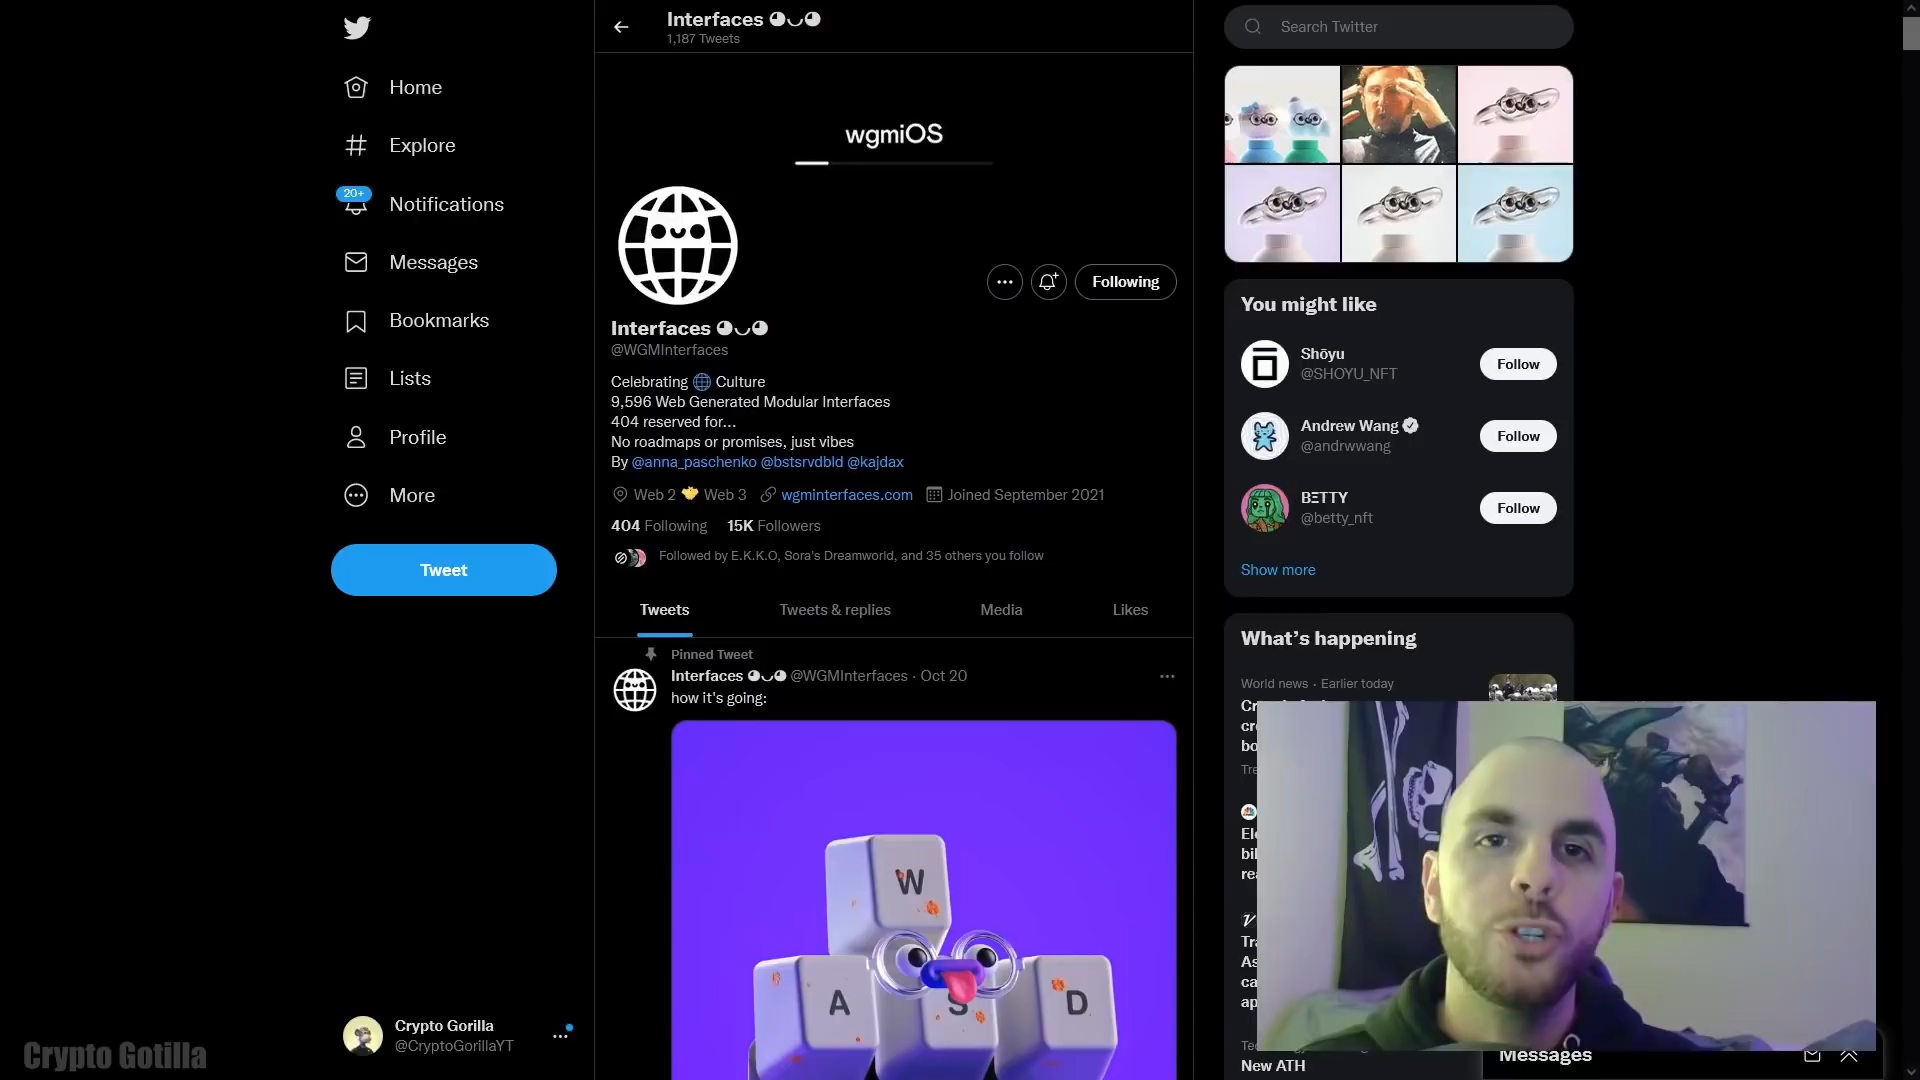 Home
Explore
20+
Notifications
Messages
Bookmarks
Lists
Profile
More
Tweet
Crypto Gorilla
@CryptoGorillaYT
Crypto Gotilla
Interfaces
1,187 Tweets
wgmiOS
Following
Interfaces
@WGMInterfaces
Celebrating 🌐 Culture
9,596 Web Generated Modular Interfaces
404 reserved for...
No roadmaps or promises, just vibes
By @anna_paschenko @bstsrvdbld @kajdax
Web 2 🤝 Web 3 wgminterfaces.com Joined September 2021
404 Following 15K Followers
Followed by E.K.K.O, Sora's Dreamworld, and 35 others you follow
Tweets Tweets & replies Media Likes
Pinned Tweet
Interfaces @WGMInterfaces · Oct 20
how it's going:
W
A S D
Search Twitter
You might like
Shōyu
@SHOYU_NFT
Follow
Andrew Wang
@andrwwang
Follow
BΞTTY
@betty_nft
Follow
Show more
What's happening
World news · Earlier today
New ATH
Messages